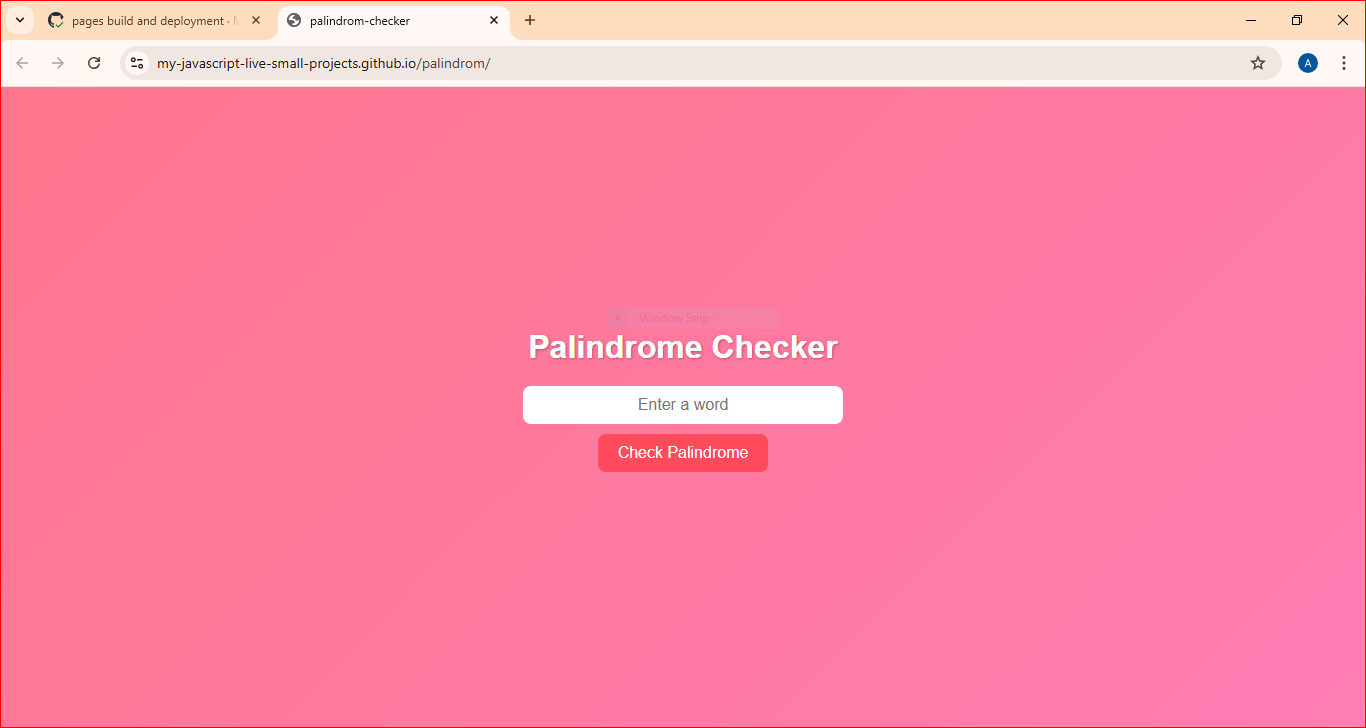 pages build and deployment ·
palindrom-checker
my-javascript-live-small-projects.github.io/palindrom/
A
Window Snip
Palindrome Checker
Enter a word
Check Palindrome